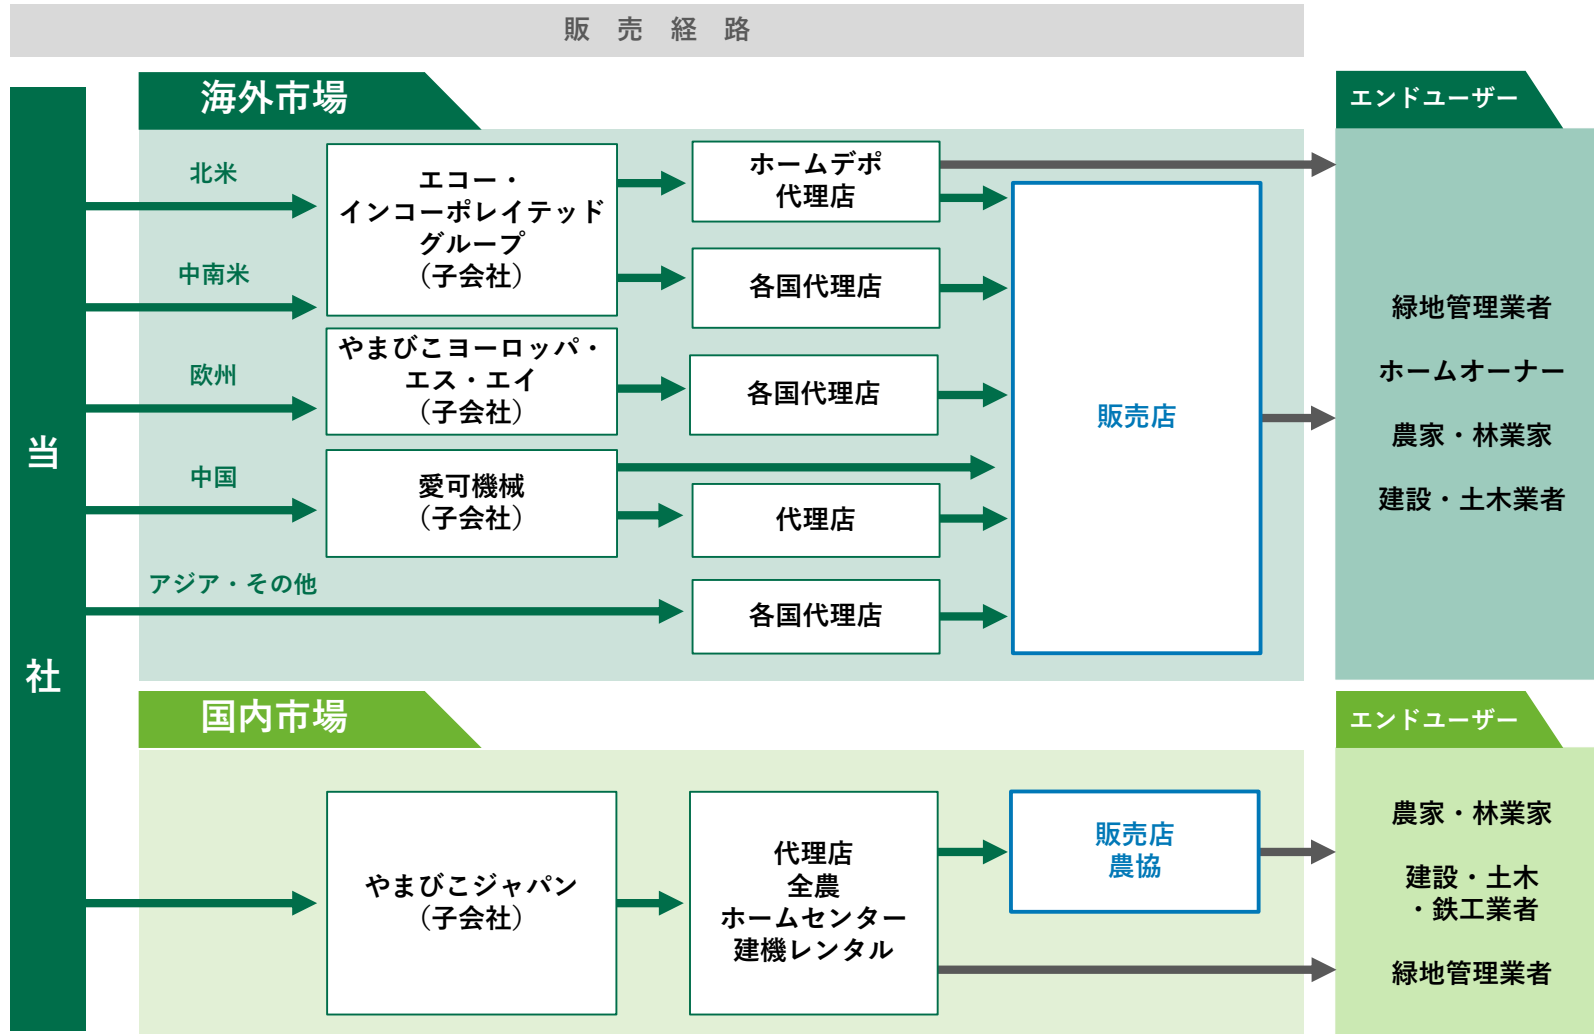 販売経路
当社
海外市場
エンドユーザー
北米
中南米
エコー・
インコーポレイテッド
グループ
（子会社）
ホームデポ
代理店
各国代理店
欧州
やまびこヨーロッパ・
エス・エイ
（子会社）
各国代理店
中国
愛可機械
（子会社）
代理店
アジア・その他
各国代理店
販売店
緑地管理業者
ホームオーナー
農家・林業家
建設・土木業者
国内市場
エンドユーザー
やまびこジャパン
（子会社）
代理店
全農
ホームセンター
建機レンタル
販売店
農協
農家・林業家
建設・土木
・鉄工業者
緑地管理業者